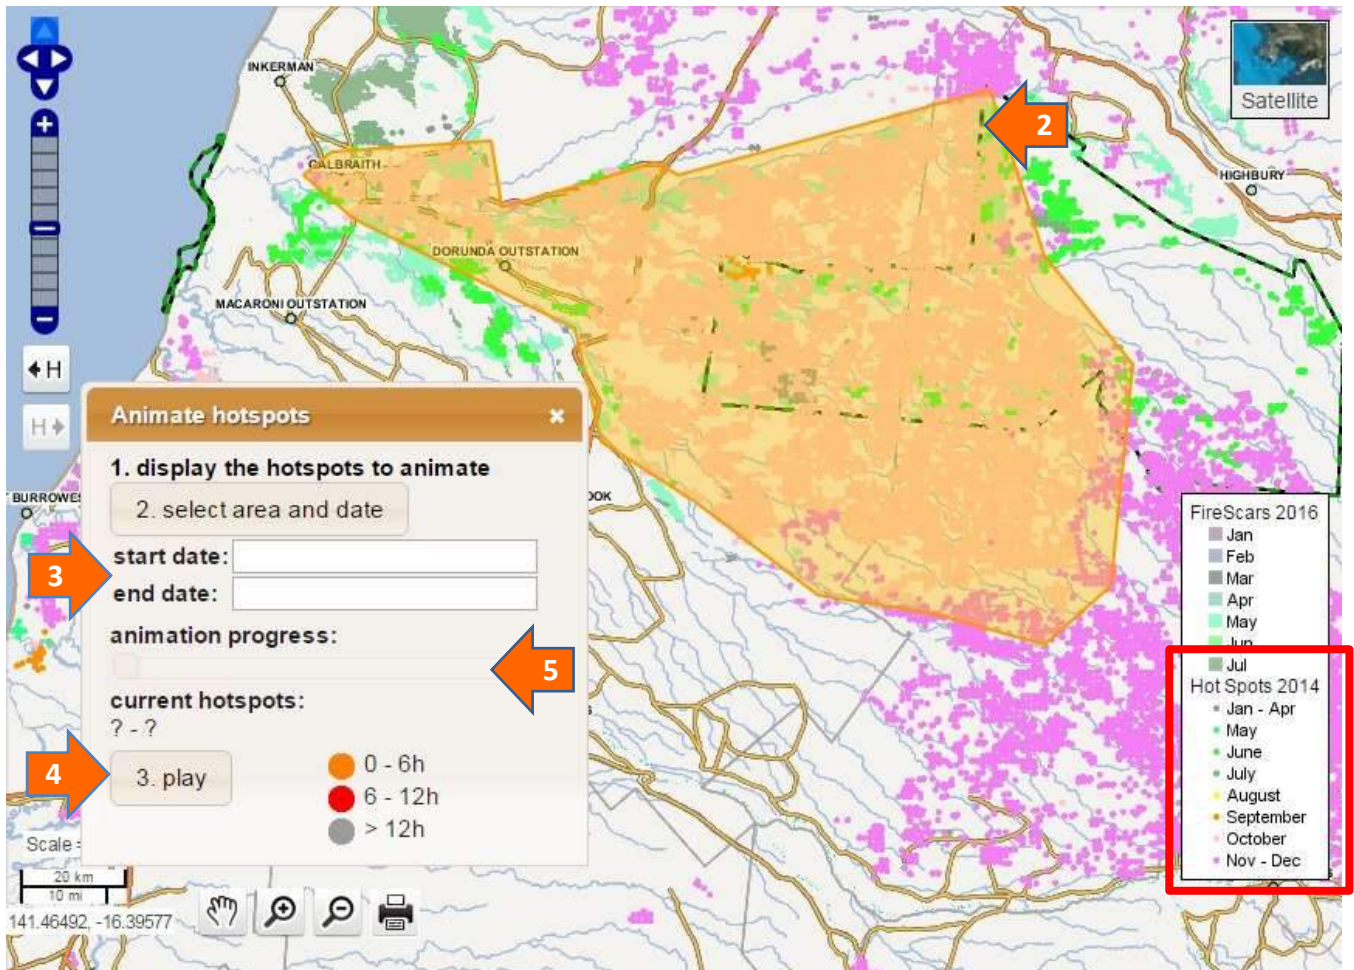 INKERMAN
Satellite
2
GALBRAITH
HIGHBURY
DORUNDA OUTSTATION
MACARONI OUTSTATION
H
H
Animate hotspots
1. display the hotspots to animate
2. select area and date
start date:
end date:
3
animation progress:
5
current hotspots:
? - ?
4
3. play
0 - 6h
6 - 12h
> 12h
FireScars 2016
Jan
Feb
Mar
Apr
May
Jun
Jul
Hot Spots 2014
Jan - Apr
May
June
July
August
September
October
Nov - Dec
Scale =
20 km
10 mi
141.46492, -16.39577